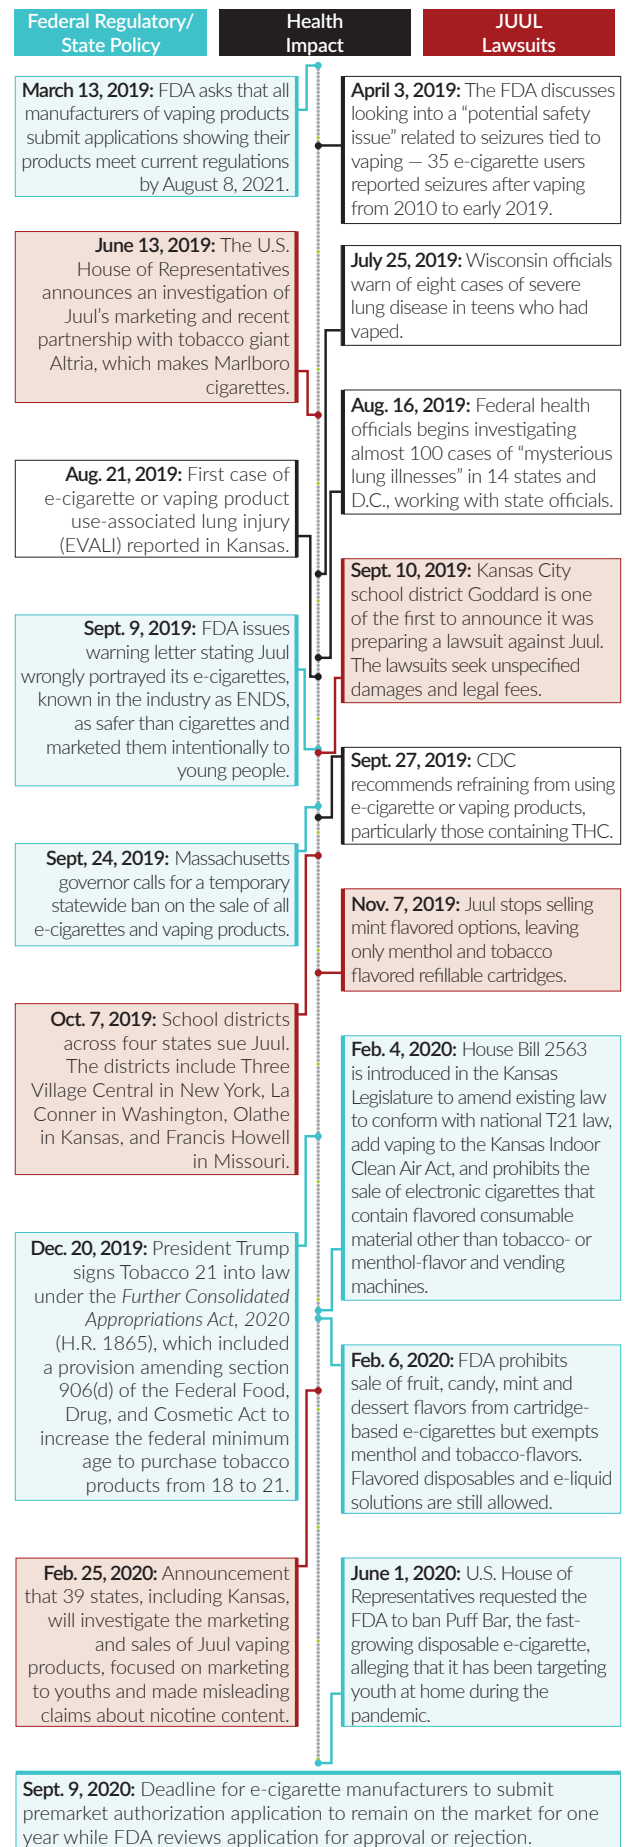 Federal Regulatory/
State Policy
Health
Impact
JUUL
Lawsuits
March 13, 2019: FDA asks that all
manufacturers of vaping products
submit applications showing their
products meet current regulations
by August 8, 2021.
April 3, 2019: The FDA discusses
looking into a “potential safety
issue” related to seizures tied to
vaping — 35 e-cigarette users
reported seizures after vaping
from 2010 to early 2019.
June 13, 2019: The U.S.
House of Representatives
announces an investigation of
Juul’s marketing and recent
partnership with tobacco giant
Altria, which makes Marlboro
cigarettes.
July 25, 2019: Wisconsin officials
warn of eight cases of severe
lung disease in teens who had
vaped.
Aug. 16, 2019: Federal health
officials begins investigating
almost 100 cases of “mysterious
lung illnesses” in 14 states and
D.C., working with state officials.
Aug. 21, 2019: First case of
e-cigarette or vaping product
use-associated lung injury
(EVALI) reported in Kansas.
Sept. 10, 2019: Kansas City
school district Goddard is one
of the first to announce it was
preparing a lawsuit against Juul.
The lawsuits seek unspecified
damages and legal fees.
Sept. 9, 2019: FDA issues
warning letter stating Juul
wrongly portrayed its e-cigarettes,
known in the industry as ENDS,
as safer than cigarettes and
marketed them intentionally to
young people.
Sept. 27, 2019: CDC
recommends refraining from using
e-cigarette or vaping products,
particularly those containing THC.
Sept, 24, 2019: Massachusetts
governor calls for a temporary
statewide ban on the sale of all
e-cigarettes and vaping products.
Nov. 7, 2019: Juul stops selling
mint flavored options, leaving
only menthol and tobacco
flavored refillable cartridges.
Oct. 7, 2019: School districts
across four states sue Juul.
The districts include Three
Village Central in New York, La
Conner in Washington, Olathe
in Kansas, and Francis Howell
in Missouri.
Feb. 4, 2020: House Bill 2563
is introduced in the Kansas
Legislature to amend existing law
to conform with national T21 law,
add vaping to the Kansas Indoor
Clean Air Act, and prohibits the
sale of electronic cigarettes that
contain flavored consumable
material other than tobacco- or
menthol-flavor and vending
machines.
Dec. 20, 2019: President Trump
signs Tobacco 21 into law
under the Further Consolidated
Appropriations Act, 2020
(H.R. 1865), which included
a provision amending section
906(d) of the Federal Food,
Drug, and Cosmetic Act to
increase the federal minimum
age to purchase tobacco
products from 18 to 21.
Feb. 6, 2020: FDA prohibits
sale of fruit, candy, mint and
dessert flavors from cartridge-
based e-cigarettes but exempts
menthol and tobacco-flavors.
Flavored disposables and e-liquid
solutions are still allowed.
Feb. 25, 2020: Announcement
that 39 states, including Kansas,
will investigate the marketing
and sales of Juul vaping
products, focused on marketing
to youths and made misleading
claims about nicotine content.
June 1, 2020: U.S. House of
Representatives requested the
FDA to ban Puff Bar, the fast-
growing disposable e-cigarette,
alleging that it has been targeting
youth at home during the
pandemic.
Sept. 9, 2020: Deadline for e-cigarette manufacturers to submit
premarket authorization application to remain on the market for one
year while FDA reviews application for approval or rejection.